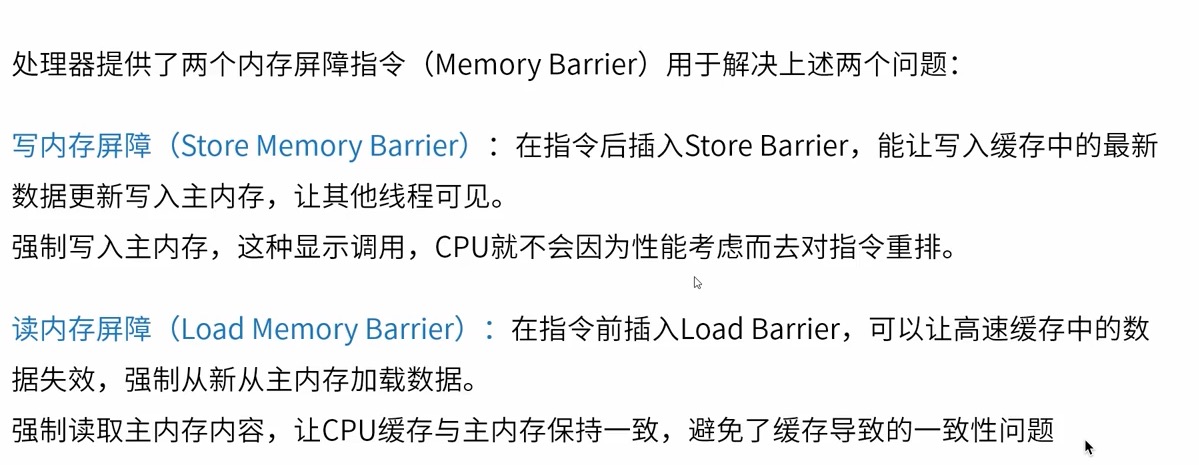 处理器提供了两个内存屏障指令（Memory Barrier）用于解决上述两个问题：
写内存屏障（Store Memory Barrier）：在指令后插入Store Barrier，能让写入缓存中的最新
数据更新写入主内存，让其他线程可见。
强制写入主内存，这种显示调用，CPU就不会因为性能考虑而去对指令重排。
读内存屏障（Load Memory Barrier）：在指令前插入Load Barrier，可以让高速缓存中的数
据失效，强制从新从主内存加载数据。
强制读取主内存内容，让CPU缓存与主内存保持一致，避免了缓存导致的一致性问题